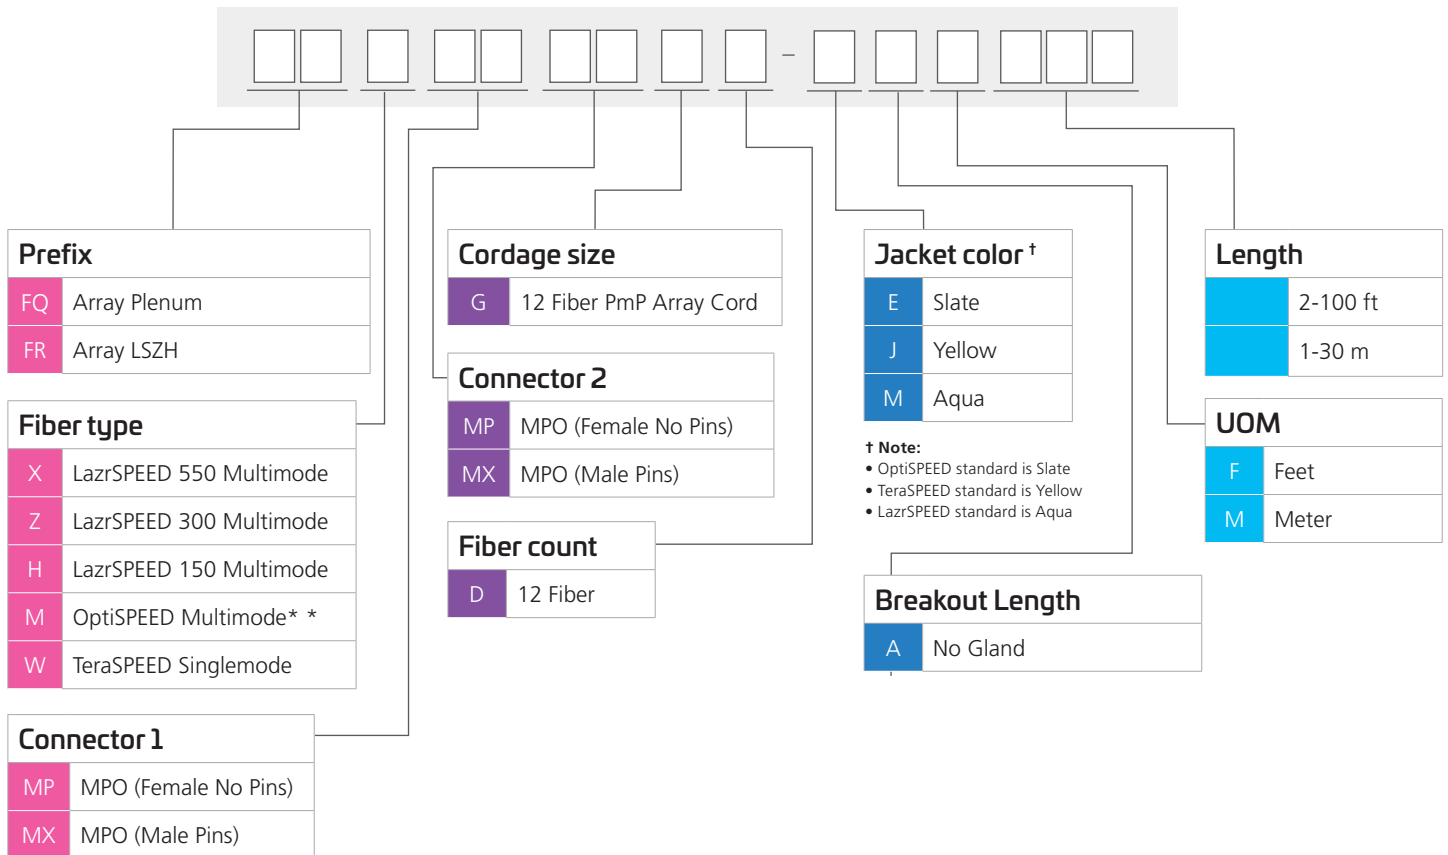 –
Prefix
FQ Array Plenum
FR Array LSZH
Fiber type
X LazrSPEED 550 Multimode
Z LazrSPEED 300 Multimode
H LazrSPEED 150 Multimode
M OptiSPEED Multimode* *
W TeraSPEED Singlemode
Connector 1
MP MPO (Female No Pins)
MX MPO (Male Pins)
Cordage size
G 12 Fiber PmP Array Cord
Connector 2
MP MPO (Female No Pins)
MX MPO (Male Pins)
Fiber count
D 12 Fiber
Jacket color †
E Slate
J Yellow
M Aqua
† Note:
• OptiSPEED standard is Slate
• TeraSPEED standard is Yellow
• LazrSPEED standard is Aqua
Breakout Length
A No Gland
Length
2-100 ft
1-30 m
UOM
F Feet
M Meter